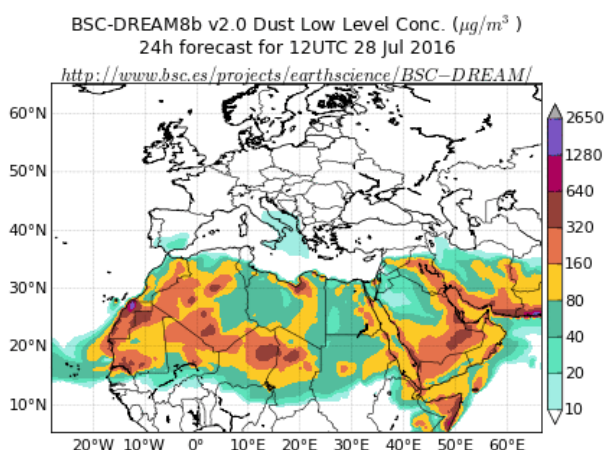 BSC-DREAM8b v2.0 Dust Low Level Conc. (μg/m³ )
24h forecast for 12UTC 28 Jul 2016
http://www.bsc.es/projects/earthscience/BSC−DREAM/
60°N
50°N
40°N
30°N
20°N
10°N
20°W 10°W 0° 10°E 20°E 30°E 40°E 50°E 60°E
2650
1280
640
320
160
80
40
20
10